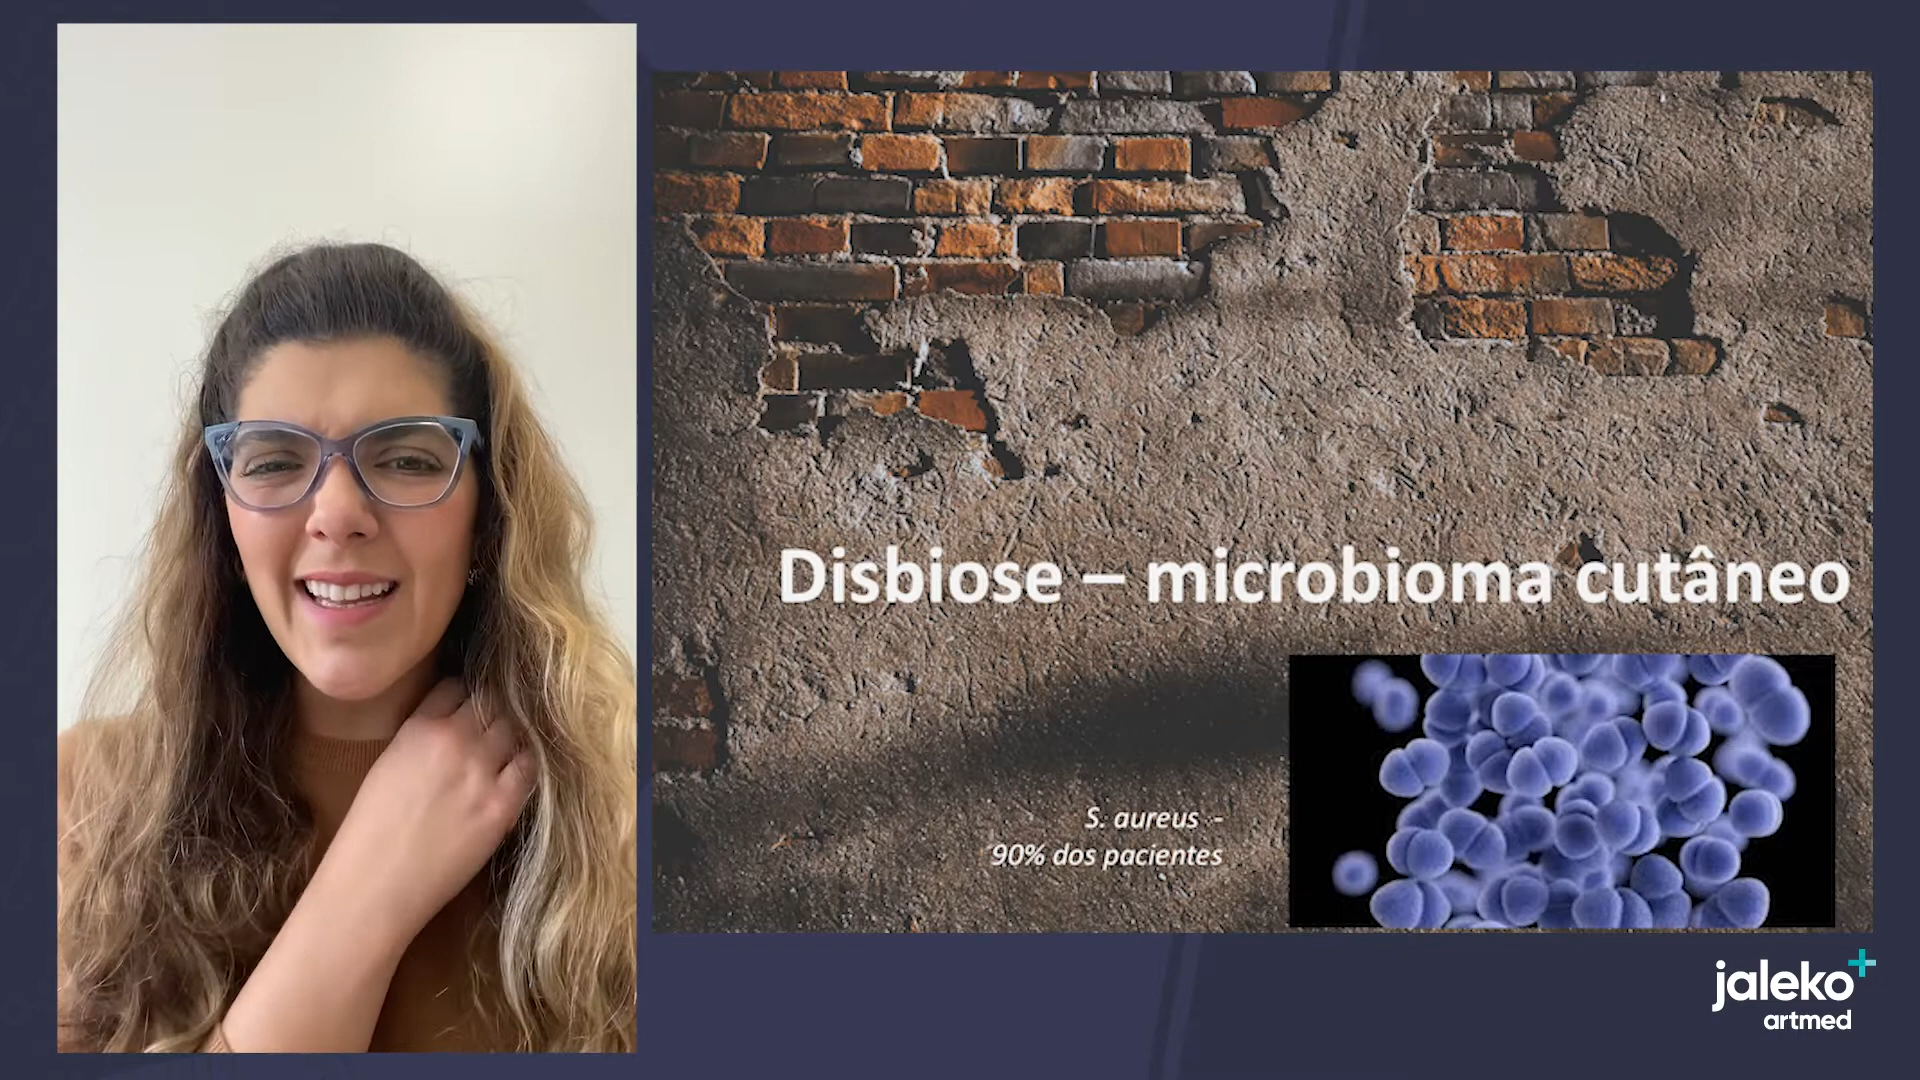 Disbiose – microbioma cutâneo
S. aureus -
90% dos pacientes
jaleko+
artmed